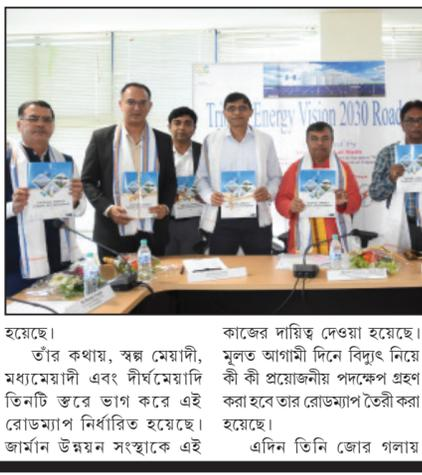 Energy Vision 2030 Road
হয়েছে।
তাঁর কথায়, স্বল্প মেয়াদী,
মধ্যমেয়াদী এবং দীর্ঘমেয়াদি
তিনটি স্তরে ভাগ করে এই
রোডম্যাপ নির্ধারিত হয়েছে।
জার্মান উন্নয়ন সংস্থাকে এই
কাজের দায়িত্ব দেওয়া হয়েছে।
মূলত আগামী দিনে বিদ্যুৎ নিয়ে
কী কী প্রয়োজনীয় পদক্ষেপ গ্রহণ
করা হবে তার রোডম্যাপ তৈরী করা
হয়েছে।
এদিন তিনি জোর গলায়